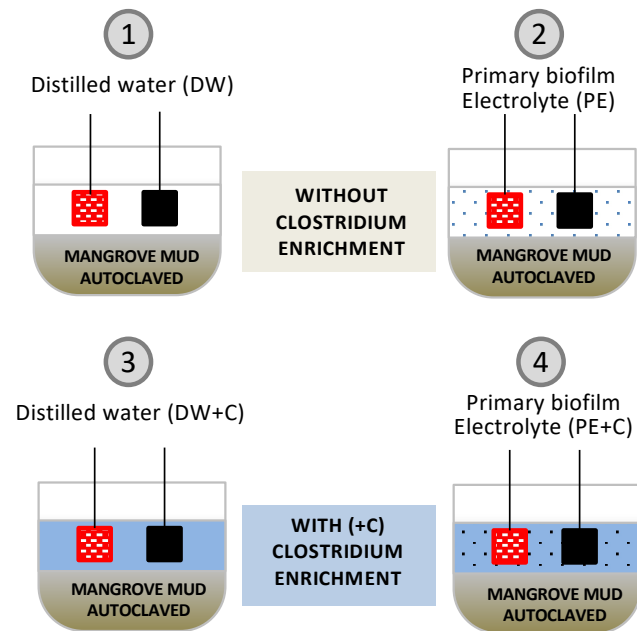 1
Distilled water (DW)
MANGROVE MUD
AUTOCLAVED
WITHOUT
CLOSTRIDIUM
ENRICHMENT
2
Primary biofilm
Electrolyte (PE)
MANGROVE MUD
AUTOCLAVED
3
Distilled water (DW+C)
MANGROVE MUD
AUTOCLAVED
WITH (+C)
CLOSTRIDIUM
ENRICHMENT
4
Primary biofilm
Electrolyte (PE+C)
MANGROVE MUD
AUTOCLAVED